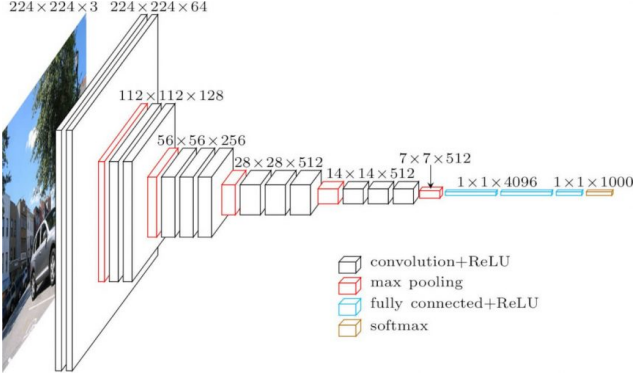 224×224×3
224×224×64
112×112×128
56×56×256
28×28×512
14×14×512
7×7×512
1×1×4096
1×1×1000
convolution+ReLU
max pooling
fully connected+ReLU
softmax